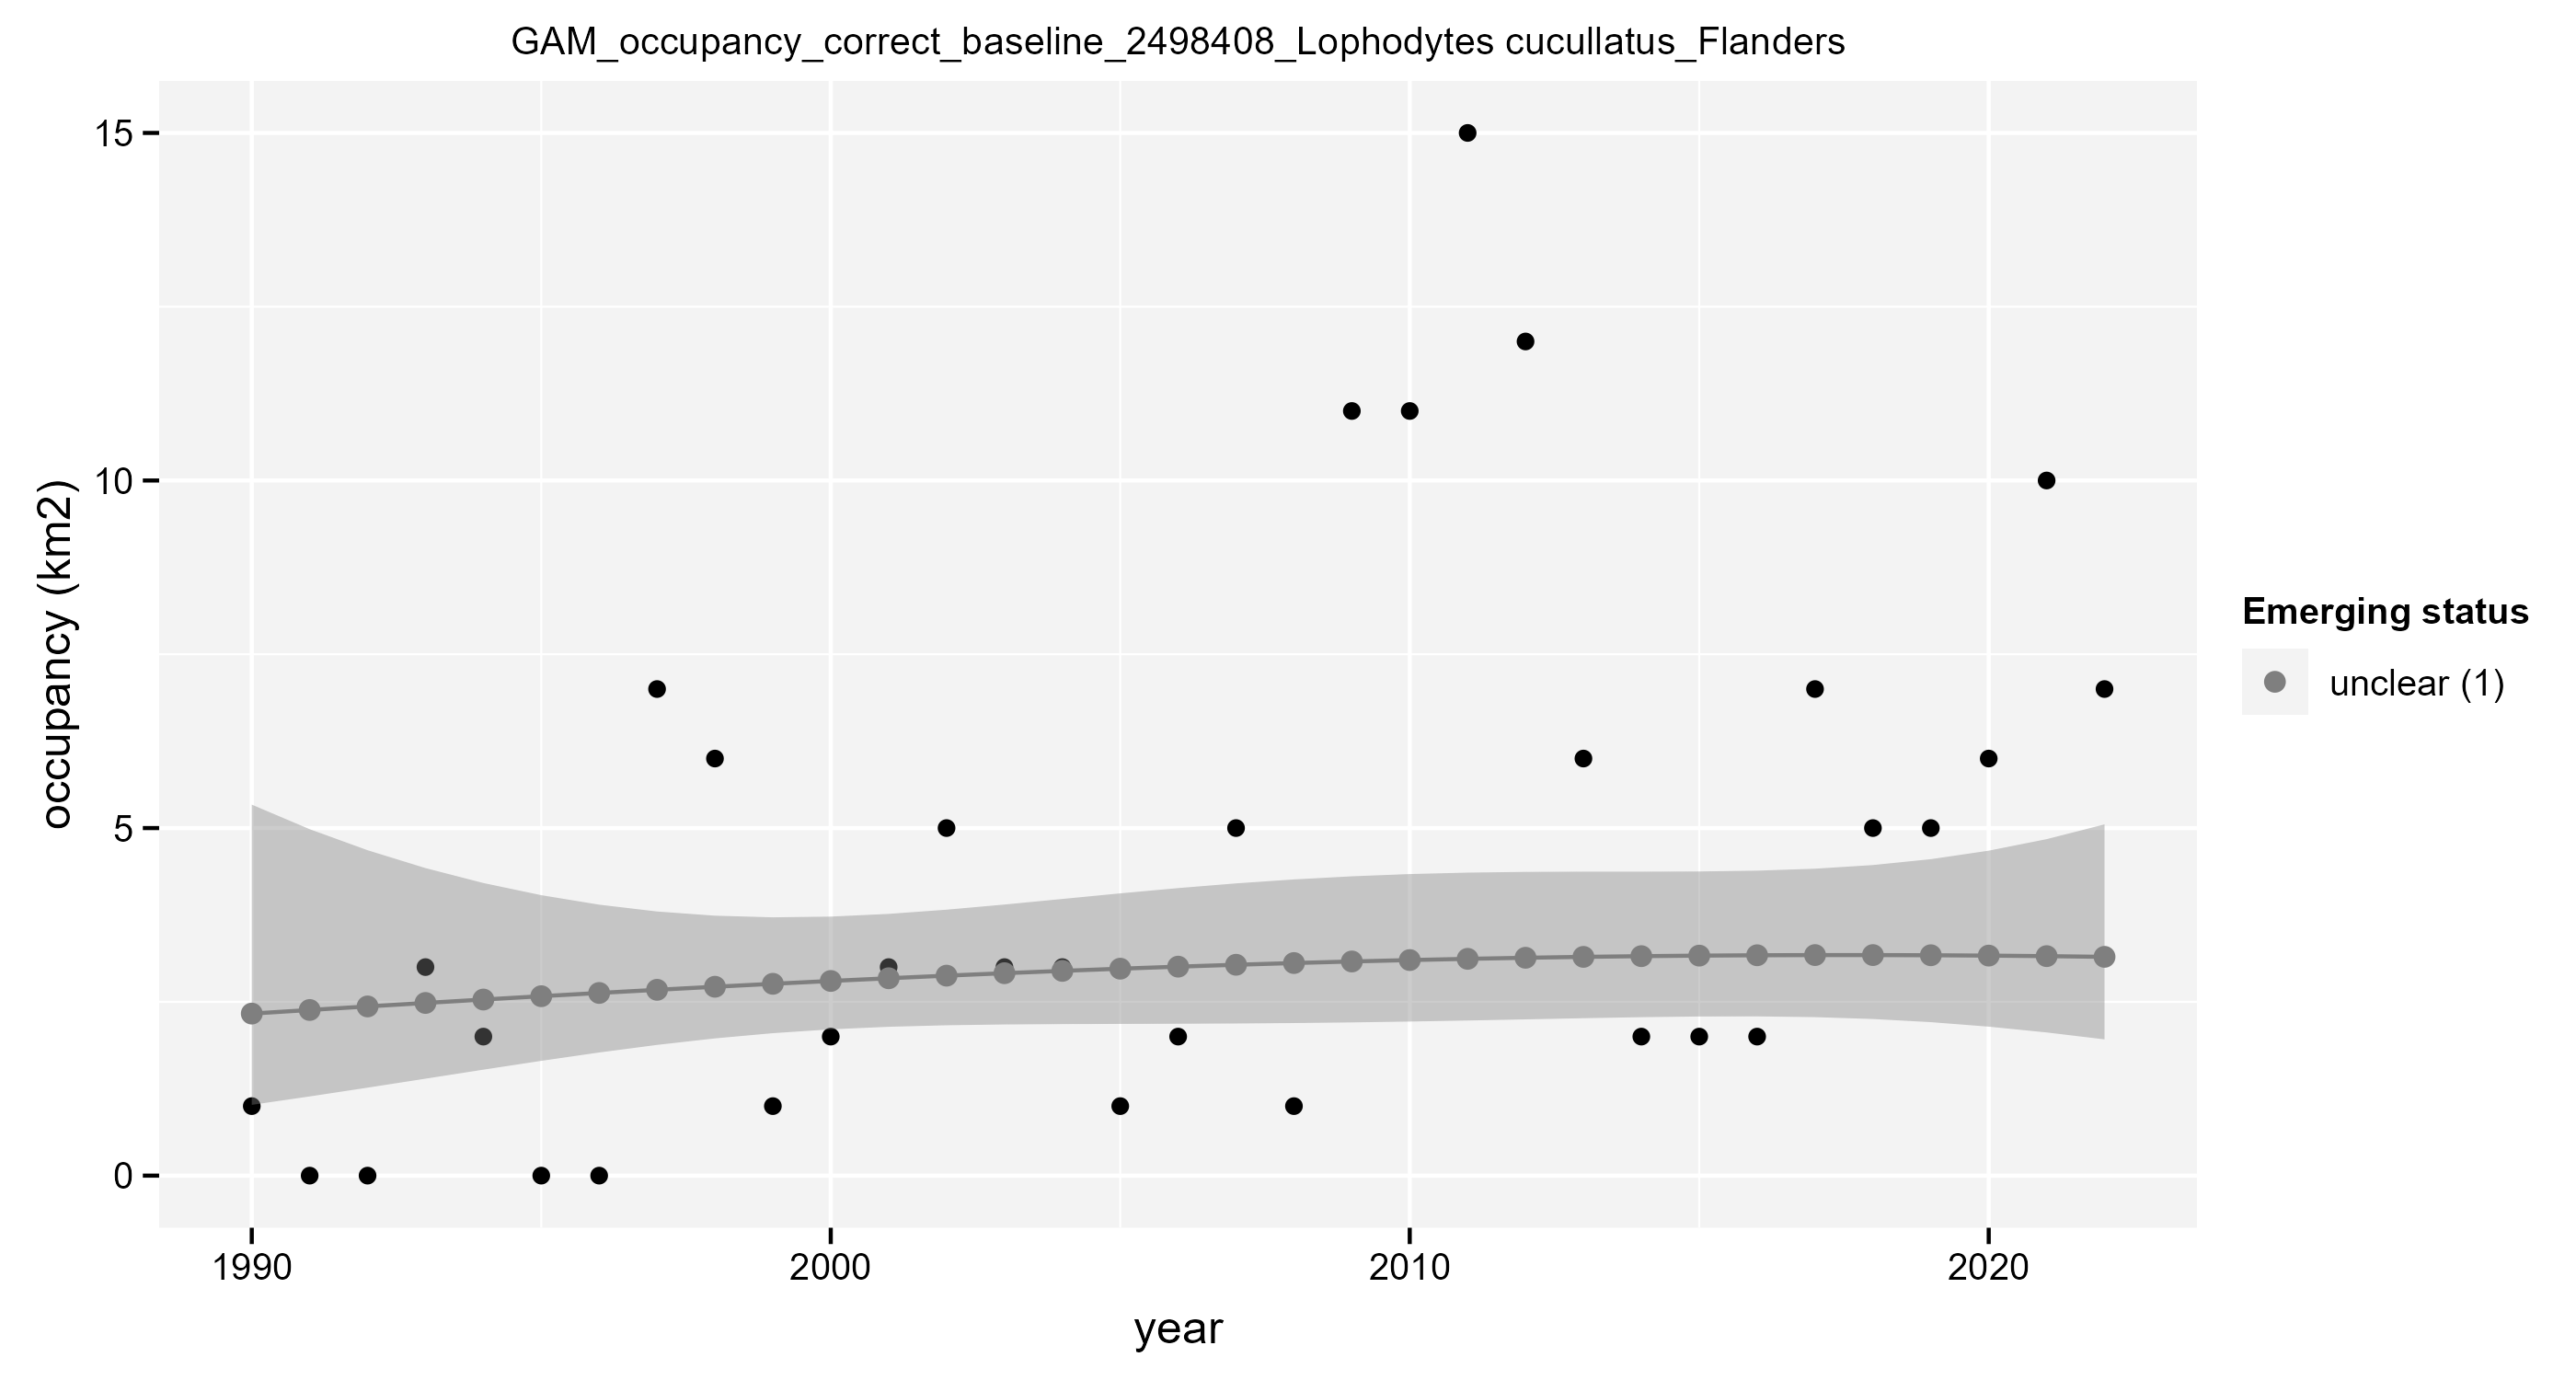 GAM_occupancy_correct_baseline_2498408_Lophodytes cucullatus_Flanders
15
10
5
0
occupancy (km2)
1990
2000
2010
2020
year
Emerging status
unclear (1)